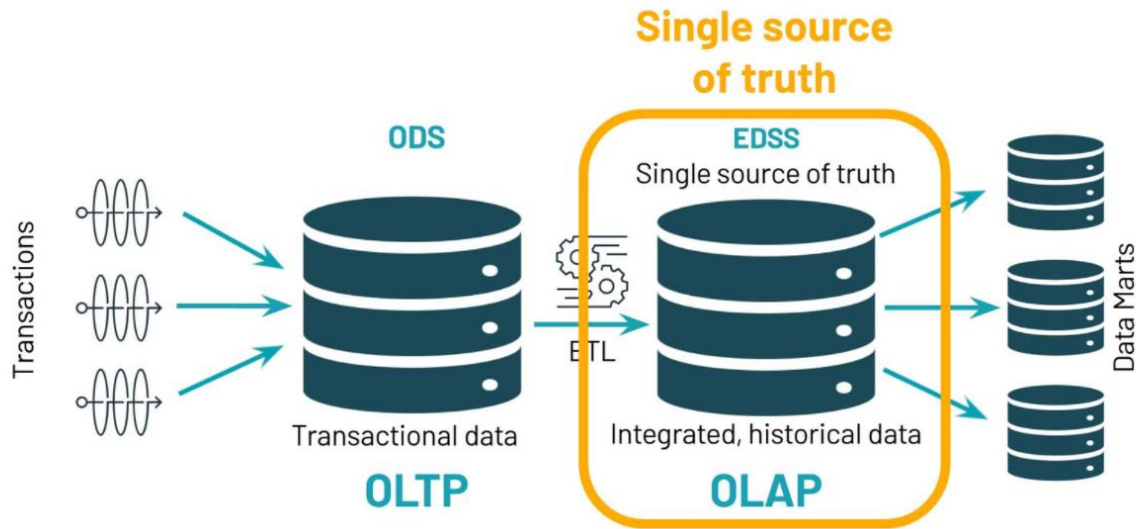 Single source
of truth
ODS
EDSS
Single source of truth
Transactions
ETL
Data Marts
Transactional data
Integrated, historical data
OLTP
OLAP